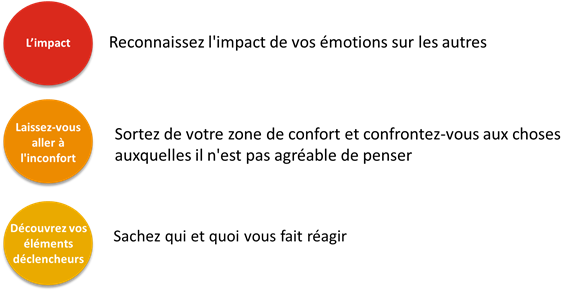 L'impact
Reconnaissez l'impact de vos émotions sur les autres
Laissez-vous
aller à
l'inconfort
Sortez de votre zone de confort et confrontez-vous aux choses
auxquelles il n'est pas agréable de penser
Découvrez vos
éléments
déclencheurs
Sachez qui et quoi vous fait réagir